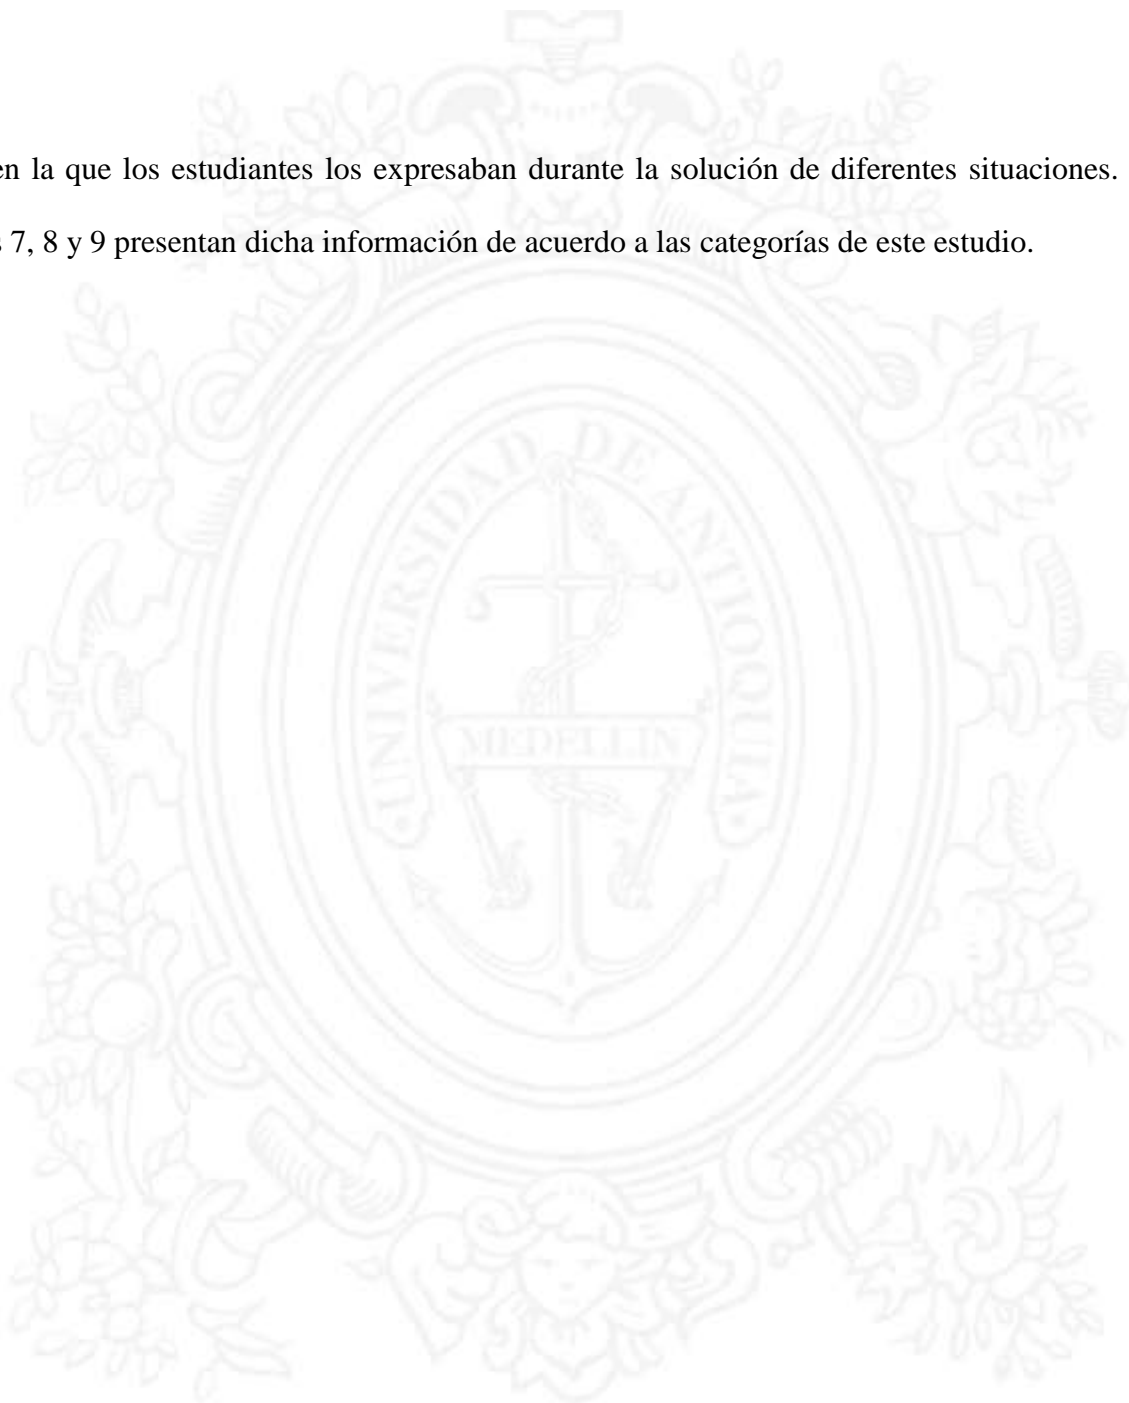 en la que los estudiantes los expresaban durante la solución de diferentes situaciones.
s 7, 8 y 9 presentan dicha información de acuerdo a las categorías de este estudio.
UNIVERSIDAD DE ANTIOQUIA
MEDELLIN